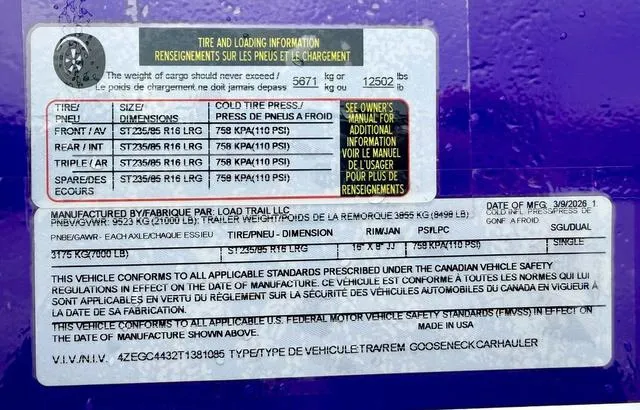 TIRE AND LOADING INFORMATION
RENSEIGNEMENTS SUR LES PNEUS ET LE CHARGEMENT
The weight of cargo should never exceed / 5671 kg or 12502 lbs
Le poids de chargement ne doit jamais depass kg ou lb
TIRE/ SIZE/ COLD TIRE PRESS./
PNEU DIMENSIONS PRESS DE PNEUS A FROID
FRONT / AV ST235/85 R16 LRG 758 KPA(110 PSI)
REAR / INT ST235/85 R16 LRG 758 KPA(110 PSI)
TRIPLE / AR ST235/85 R16 LRG 758 KPA(110 PSI)
SPARE/DES ST235/85 R16 LRG 758 KPA(110 PSI)
ECOURS
SEE OWNER'S
MANUAL FOR
ADDITIONAL
INFORMATION
VOIR LE MANUEL
DE L'USAGER
POUR PLUS DE
RENSEIGNEMENTS
MANUFACTURED BY/FABRIQUE PAR: LOAD TRAIL LLC DATE OF MFG 3/9/2026 1
PNBV/GVWR: 9523 KG (21000 LB); TRAILER WEIGHT/POIDS DE LA REMORQUE 3855 KG (8498 LB) COLD INFL. PRESS/PRESS DE
GONF A FROID
PNBE/GAWR - EACH AXLE/CHAQUE ESSIEU TIRE/PNEU - DIMENSION RIM/JAN PSI/LPC SGL/DUAL
3175 KG(7000 LB) ST235/85 R16 LRG 16" X 6" JJ 758 KPA(110 PSI) SINGLE
THIS VEHICLE CONFORMS TO ALL APPLICABLE STANDARDS PRESCRIBED UNDER THE CANADIAN VEHICLE SAFETY
REGULATIONS IN EFFECT ON THE DATE OF MANUFACTURE. CE VÉHICULE EST CONFORME À TOUTES LES NORMES QUI LUI
SONT APPLICABLES EN VERTU DU RÈGLEMENT SUR LA SÉCURITÉ DES VÉHICULES AUTOMOBILES DU CANADA EN VIGUEUR À
LA DATE DE SA FABRICATION.
THIS VEHICLE CONFORMS TO ALL APPLICABLE U.S. FEDERAL MOTOR VEHICLE SAFETY STANDARDS (FMVSS) IN EFFECT ON
THE DATE OF MANUFACTURE SHOWN ABOVE. MADE IN USA
V.I.V./N.I.V. 4ZEGC4432T1381085 TYPE/TYPE DE VEHICULE:TRA/REM GOOSENECK CARHAULER